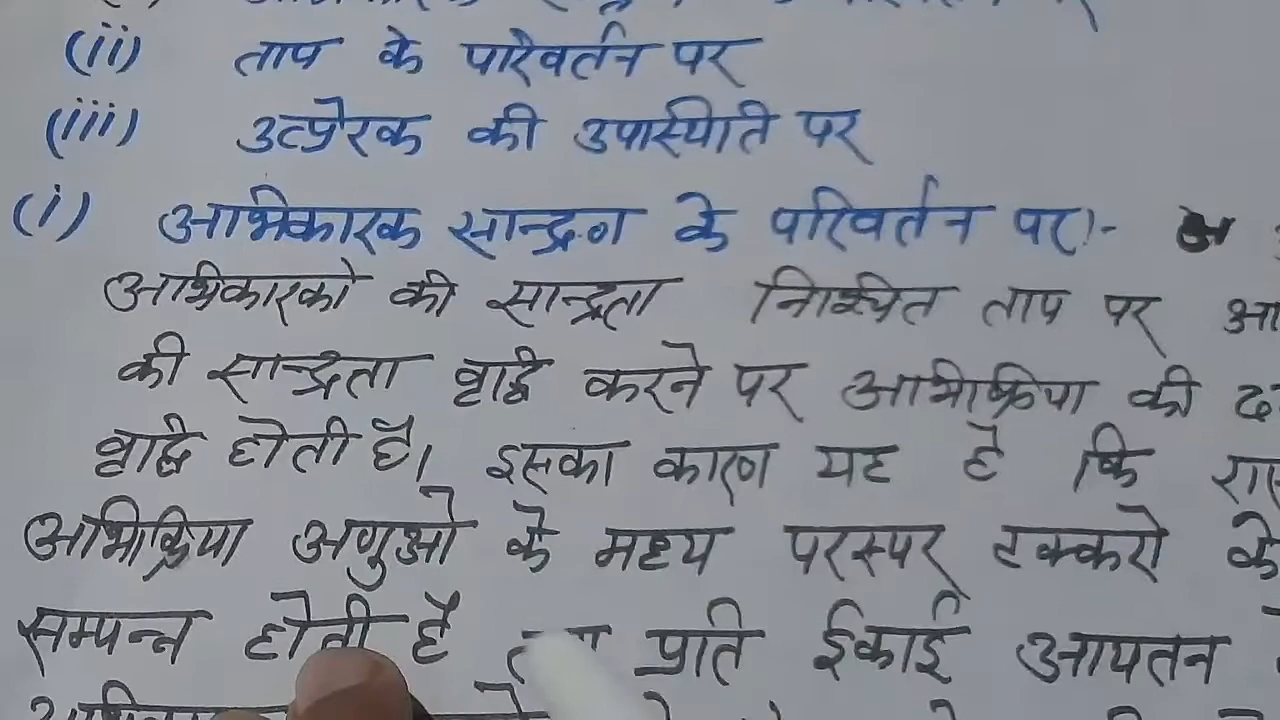 (ii) ताप के परिवर्तन पर
(iii) उत्प्रेरक की उपस्थिति पर
(i) अभिकारक सान्द्रण के परिवर्तन पर:-
अभिकारको की सान्द्रता निश्चित ताप पर
की सान्द्रता वृद्धि करने पर अभिक्रिया की
वृद्धि होती है। इसका कारण यह है कि
अभिक्रिया अणुओ के मध्य परस्पर टक्करो के
सम्पन्न होती है प्रति ईकाई आयतन